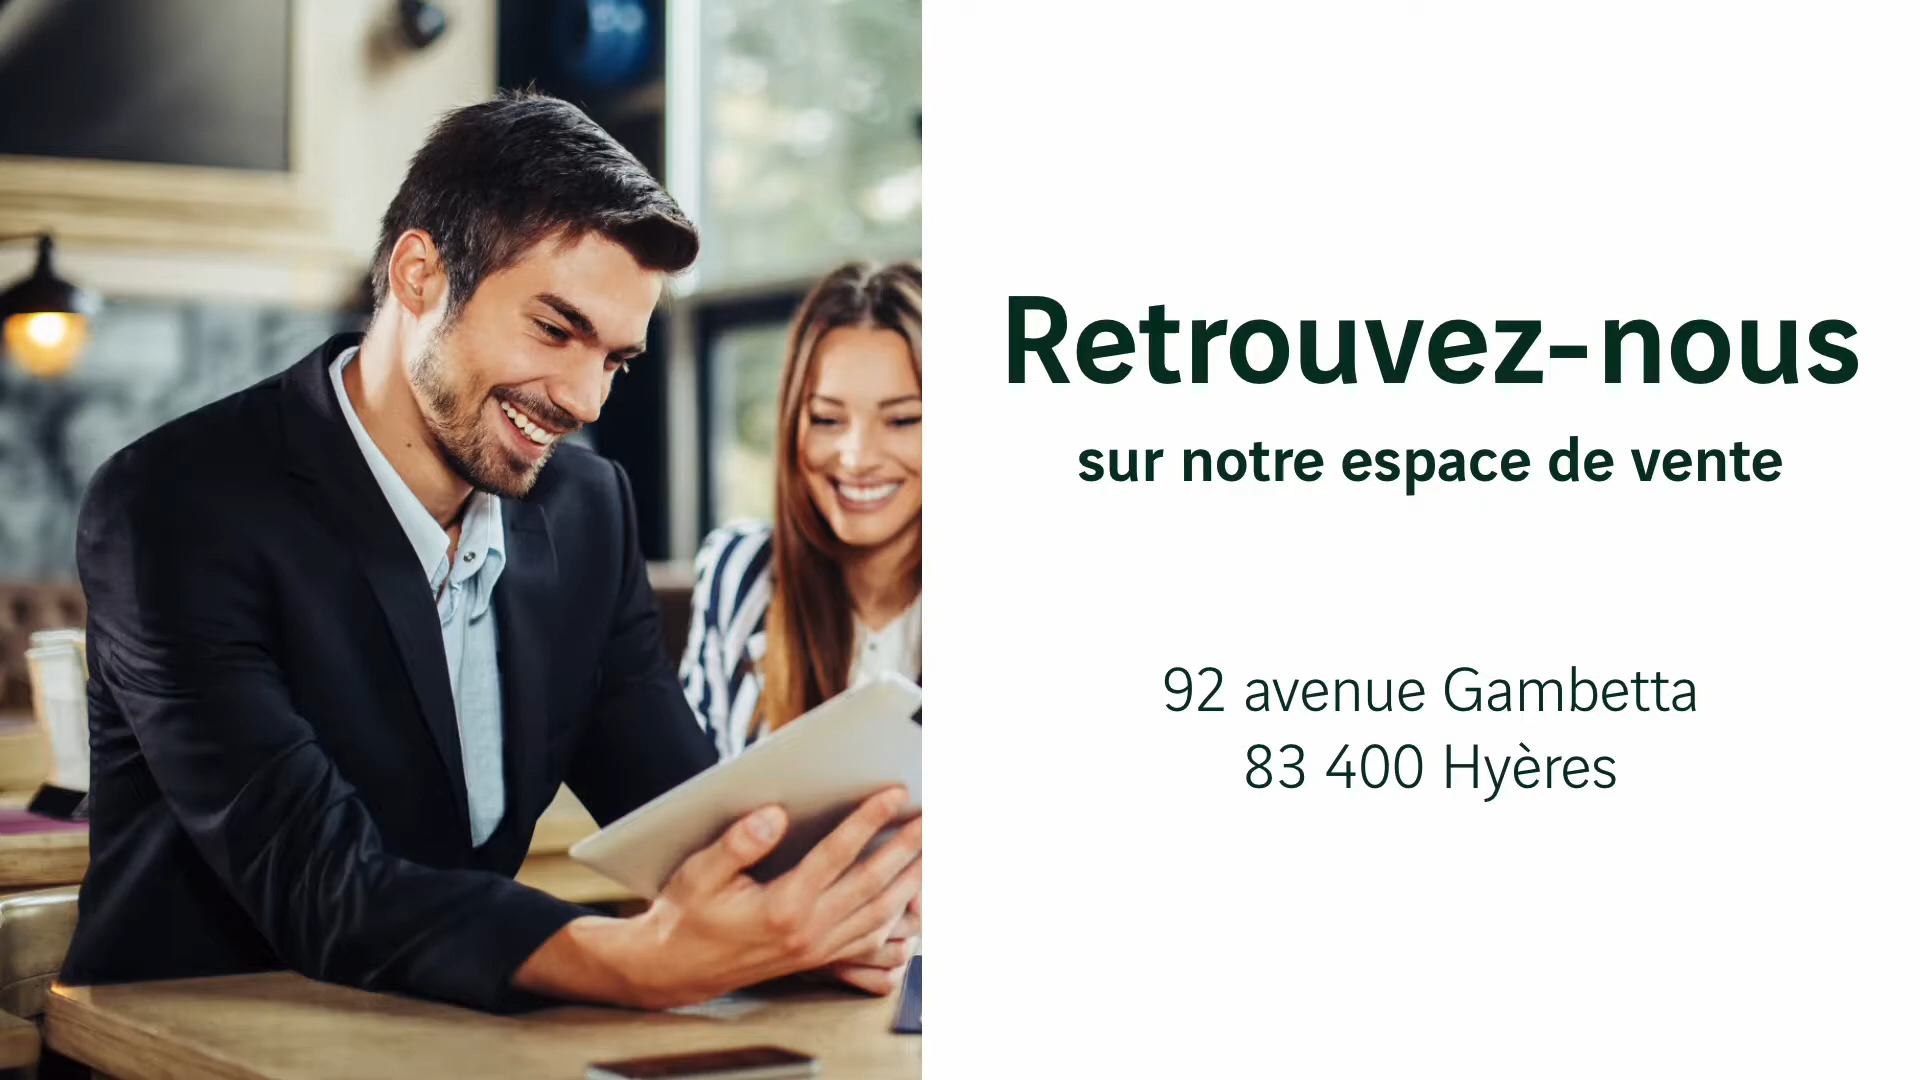 Retrouvez-nous
sur notre espace de vente
92 avenue Gambetta
83 400 Hyères